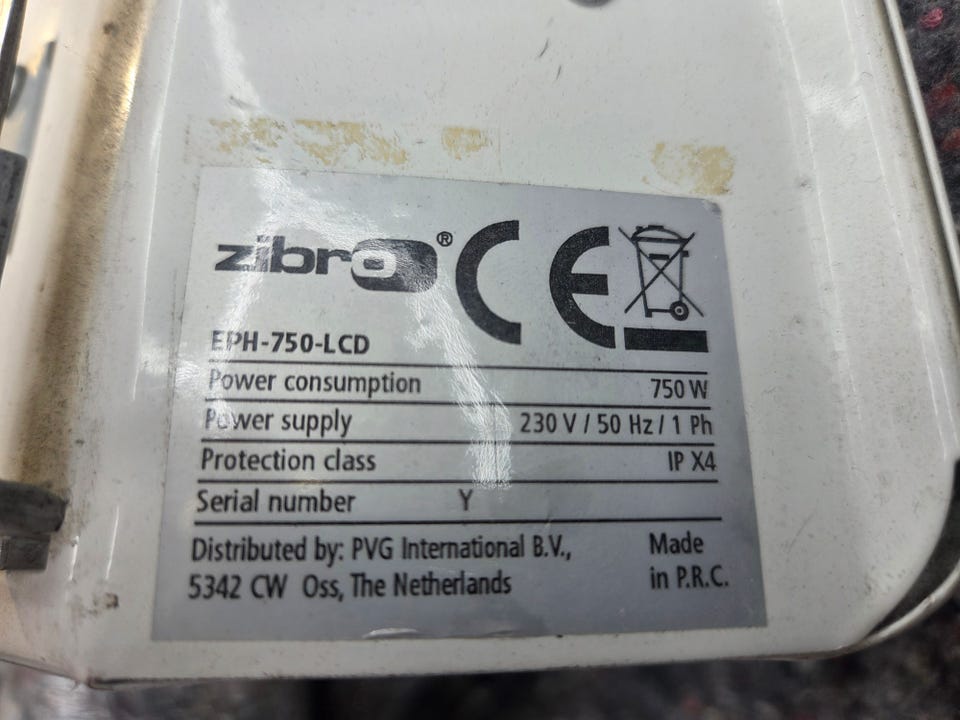 zibro®
CE
EPH-750-LCD
Power consumption 750 W
Power supply 230 V / 50 Hz / 1 Ph
Protection class IP X4
Serial number Y
Distributed by: PVG International B.V., Made
5342 CW Oss, The Netherlands in P.R.C.